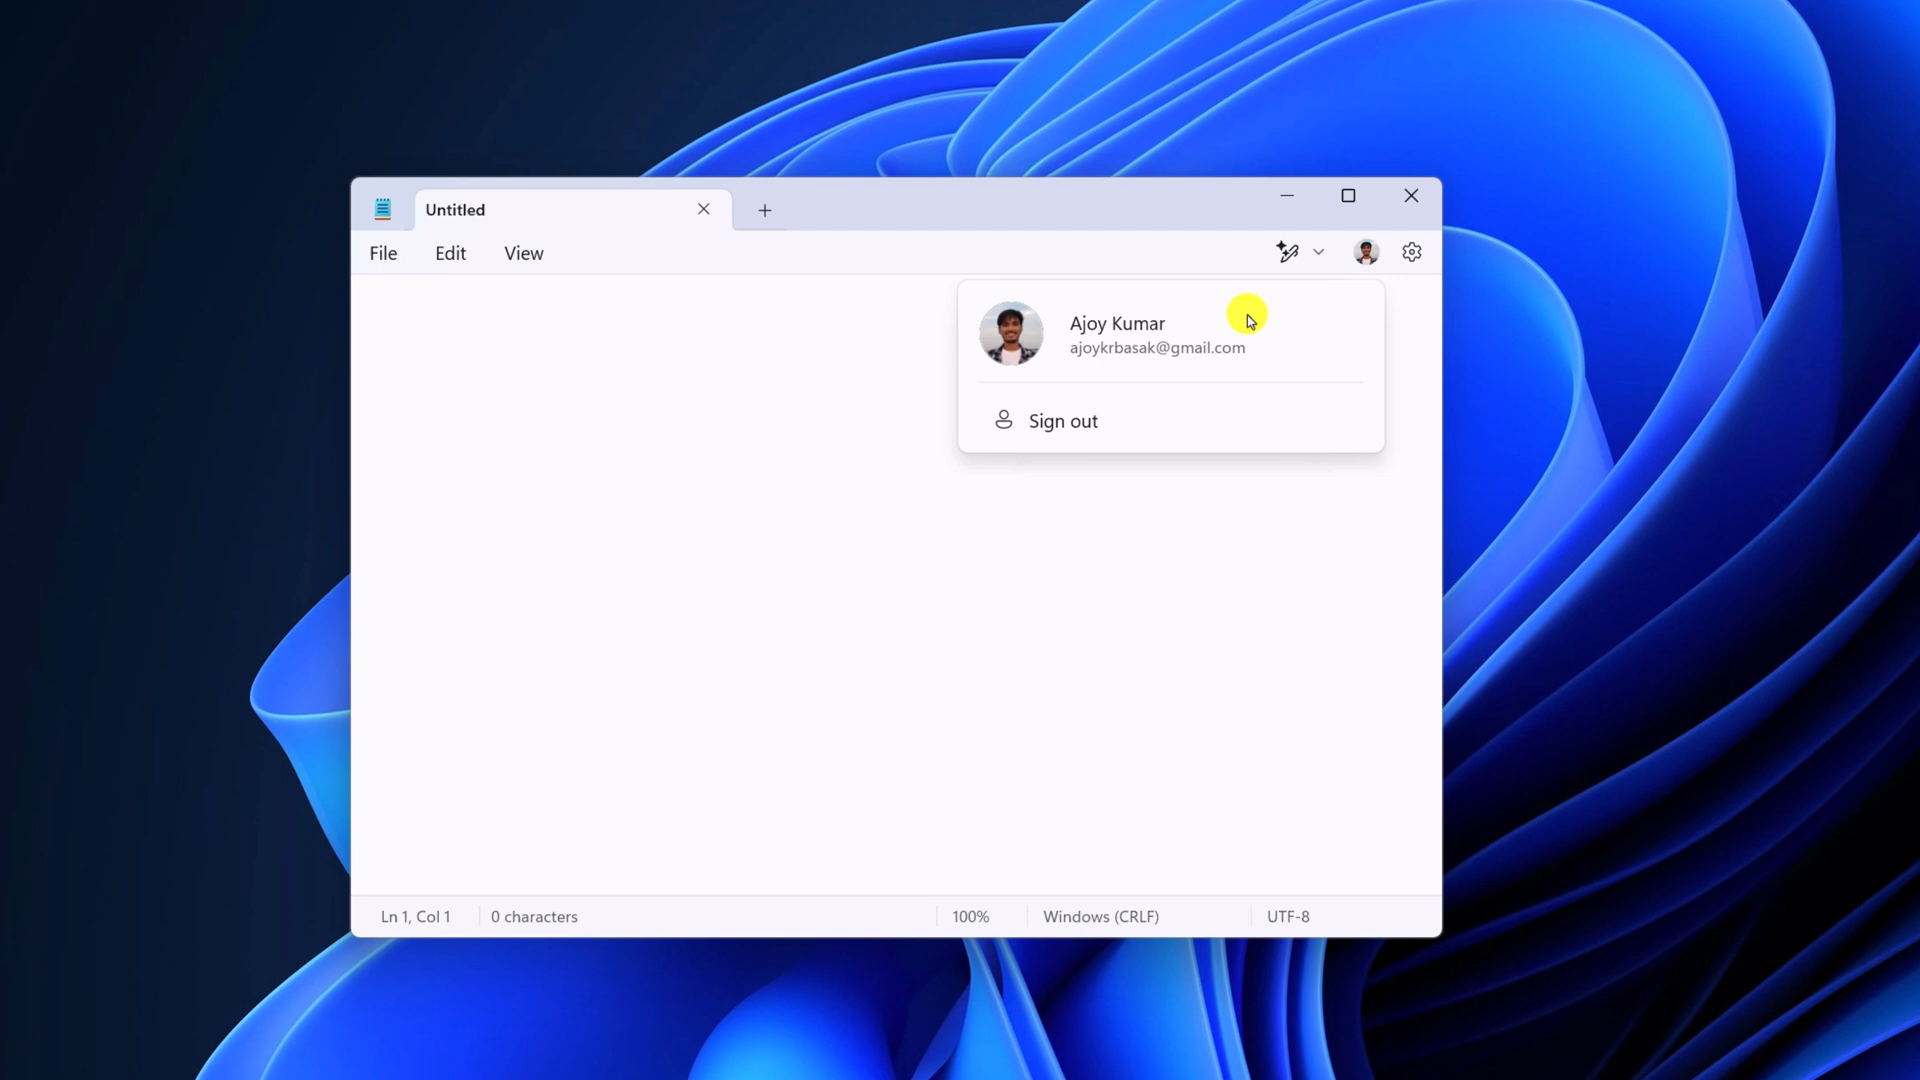 Untitled
File Edit View
Ajoy Kumar
ajoykrbasak@gmail.com
Sign out
Ln 1, Col 1 0 characters 100% Windows (CRLF) UTF-8